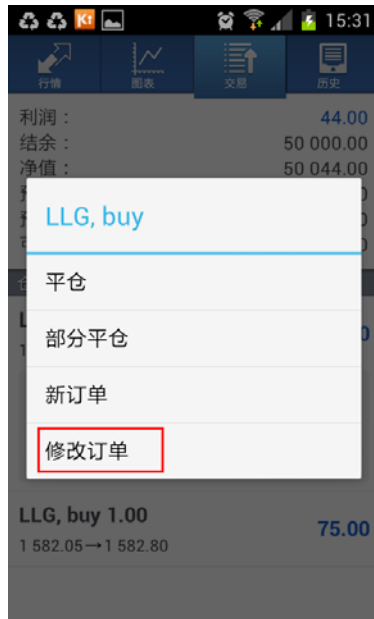 15:31
行情
图表
交易
历史
利润：
44.00
结余：
50 000.00
净值：
50 044.00
LLG, buy
平仓
部分平仓
新订单
修改订单
LLG, buy 1.00
75.00
1 582.05→1 582.80